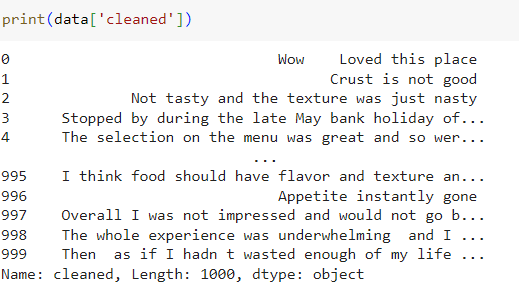 print(data['cleaned'])
0 Wow Loved this place
1 Crust is not good
2 Not tasty and the texture was just nasty
3 Stopped by during the late May bank holiday of...
4 The selection on the menu was great and so wer...
...
995 I think food should have flavor and texture an...
996 Appetite instantly gone
997 Overall I was not impressed and would not go b...
998 The whole experience was underwhelming and I ...
999 Then as if I hadn t wasted enough of my life ...
Name: cleaned, Length: 1000, dtype: object